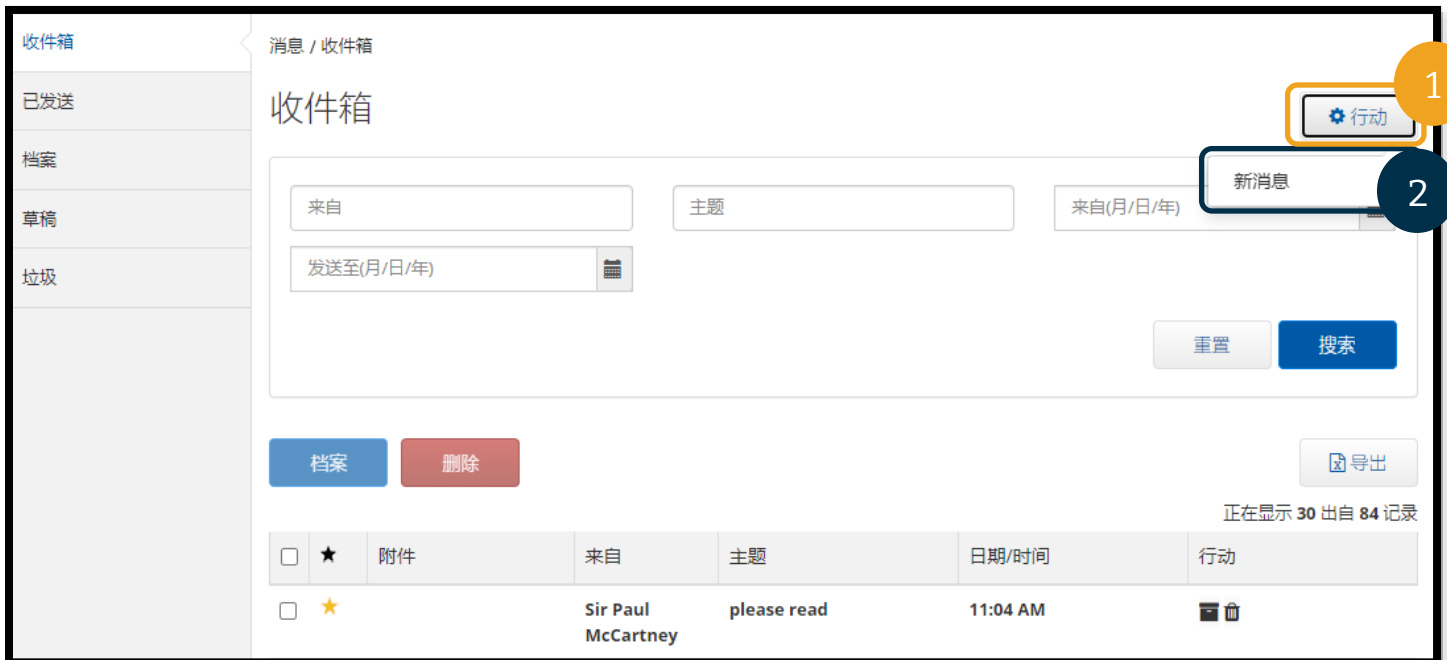 收件箱
已发送
档案
草稿
垃圾
消息 / 收件箱
收件箱
行动
1
新消息
2
来自
主题
来自(月/日/年)
发送至(月/日/年)
重置
搜索
档案
删除
导出
正在显示 30 出自 84 记录
附件 来自 主题 日期/时间 行动
Sir Paul please read 11:04 AM
McCartney